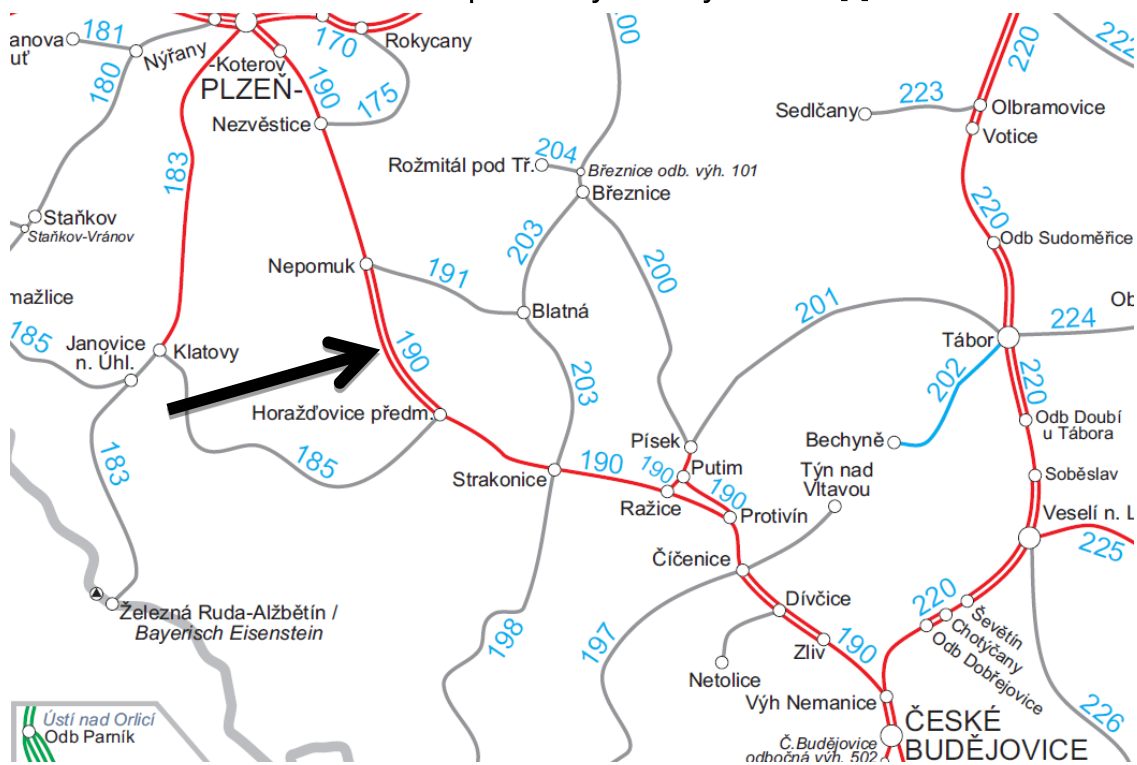 200
181
anova
uť
Nýřany
180
170
Rokycany
-Koterov
PLZEŇ-
190
175
Nezvěstice
183
Staňkov
Staňkov-Vránov
204
Rožmitál pod Tř.
Březnice odb. výh. 101
Březnice
203
200
220
222
223
Sedlčany
Olbramovice
Votice
220
Odb Sudoměřice
Nepomuk
191
Blatná
201
mažlice
185
Janovice
n. Úhl.
Klatovy
190
Ob
224
Tábor
202
220
203
Horažďovice předm.
185
183
Strakonice
190
190
190
Písek
Putim
Ražice
Protivín
Bechyně
Týn nad
Vltavou
Odb Doubí
u Tábora
Soběslav
Veselí n. L
225
Číčenice
Dívčice
Zliv
190
Netolice
197
198
220
Ševětín
Chotýčany
Odb Dobřejovice
226
Železná Ruda-Alžbětín /
Bayerisch Eisenstein
Výh Nemanice
ČESKÉ
BUDĚJOVICE
Č.Budějovice
odbočná výh. 502
Ústí nad Orlicí
Odb Parník